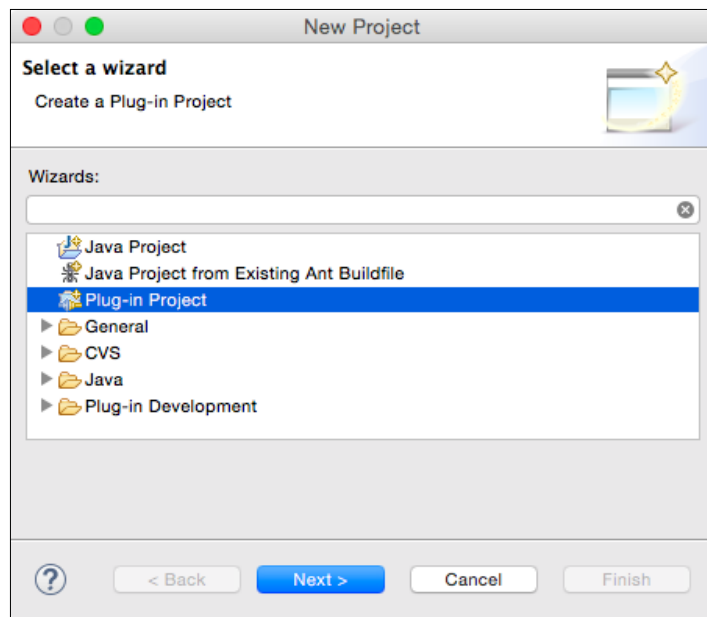 New Project
Select a wizard
Create a Plug-in Project
Wizards:
Java Project
Java Project from Existing Ant Buildfile
Plug-in Project
General
CVS
Java
Plug-in Development
? < Back Next > Cancel Finish